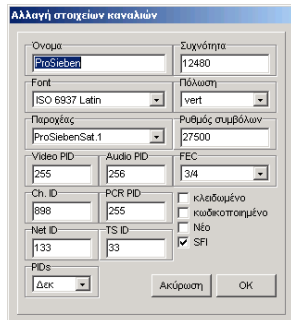 Αλλαγή στοιχείων καναλιών
Όνομα
ProSieben
Συχνότητα
12480
Font
ISO 6937 Latin
Πόλωση
vert
Παροχέας
ProSiebenSat.1
Ρυθμός συμβόλων
27500
Video PID
255
Audio PID
256
FEC
3/4
Ch. ID
898
PCR PID
255
κλειδωμένο
κωδικοποιημένο
Νέο
SFI
Net ID
133
TS ID
33
PIDs
Δεκ
Ακύρωση
OK